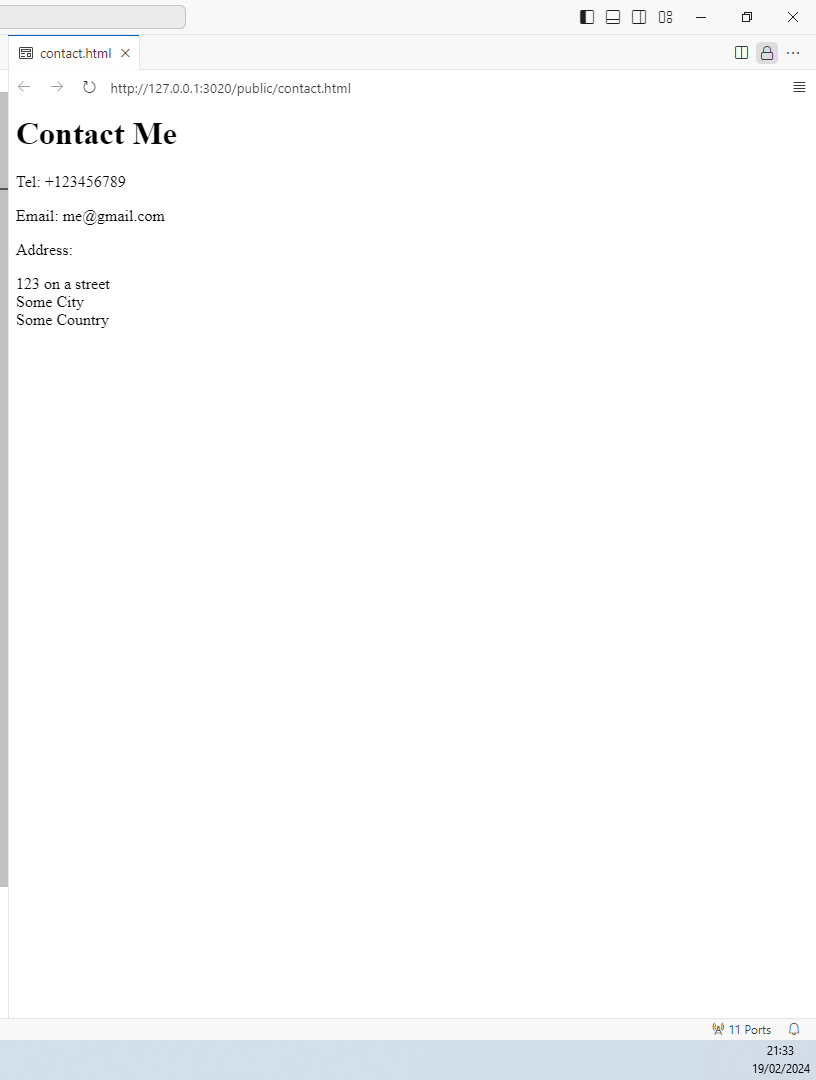 contact.html
http://127.0.0.1:3020/public/contact.html
Contact Me
Tel: +123456789
Email: me@gmail.com
Address:
123 on a street
Some City
Some Country
11 Ports
21:33
19/02/2024